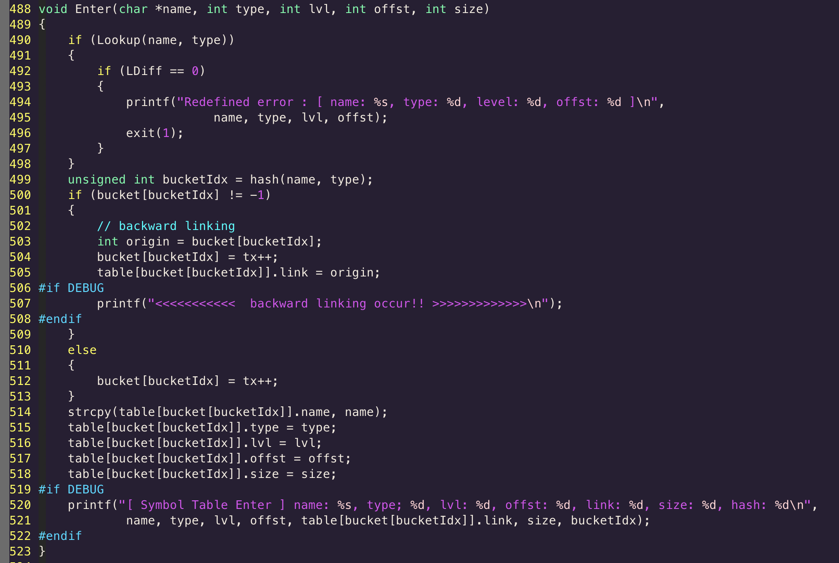 488 void Enter(char *name, int type, int lvl, int offst, int size)
489 {
490     if (Lookup(name, type))
491     {
492         if (LDiff == 0)
493         {
494             printf("Redefined error : [ name: %s, type: %d, level: %d, offst: %d ]\n",
495                         name, type, lvl, offst);
496             exit(1);
497         }
498     }
499     unsigned int bucketIdx = hash(name, type);
500     if (bucket[bucketIdx] != -1)
501     {
502         // backward linking
503         int origin = bucket[bucketIdx];
504         bucket[bucketIdx] = tx++;
505         table[bucket[bucketIdx]].link = origin;
506 #if DEBUG
507         printf("<<<<<<<<<<<  backward linking occur!! >>>>>>>>>>>>>\n");
508 #endif
509     }
510     else
511     {
512         bucket[bucketIdx] = tx++;
513     }
514     strcpy(table[bucket[bucketIdx]].name, name);
515     table[bucket[bucketIdx]].type = type;
516     table[bucket[bucketIdx]].lvl = lvl;
517     table[bucket[bucketIdx]].offst = offst;
518     table[bucket[bucketIdx]].size = size;
519 #if DEBUG
520     printf("[ Symbol Table Enter ] name: %s, type; %d, lvl: %d, offst: %d, link: %d, size: %d, hash: %d\n",
521             name, type, lvl, offst, table[bucket[bucketIdx]].link, size, bucketIdx);
522 #endif
523 }